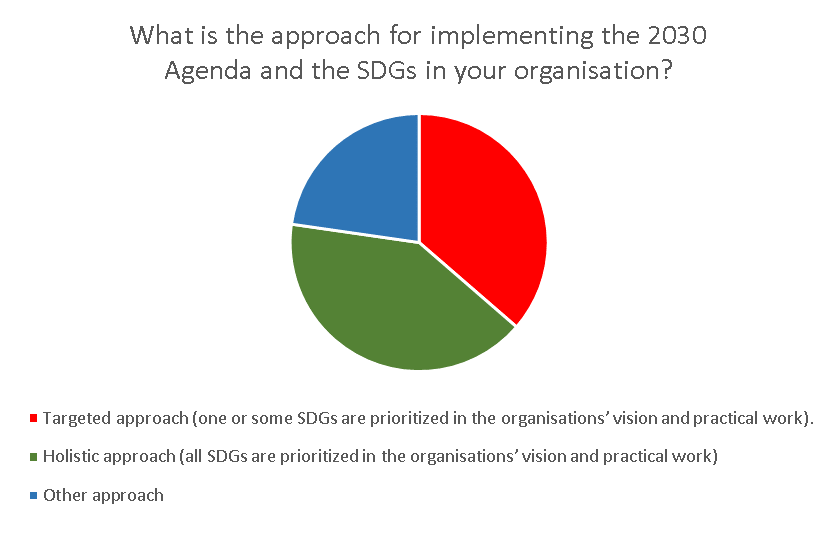 What is the approach for implementing the 2030
Agenda and the SDGs in your organisation?
Targeted approach (one or some SDGs are prioritized in the organisations’ vision and practical work).
Holistic approach (all SDGs are prioritized in the organisations’ vision and practical work)
Other approach